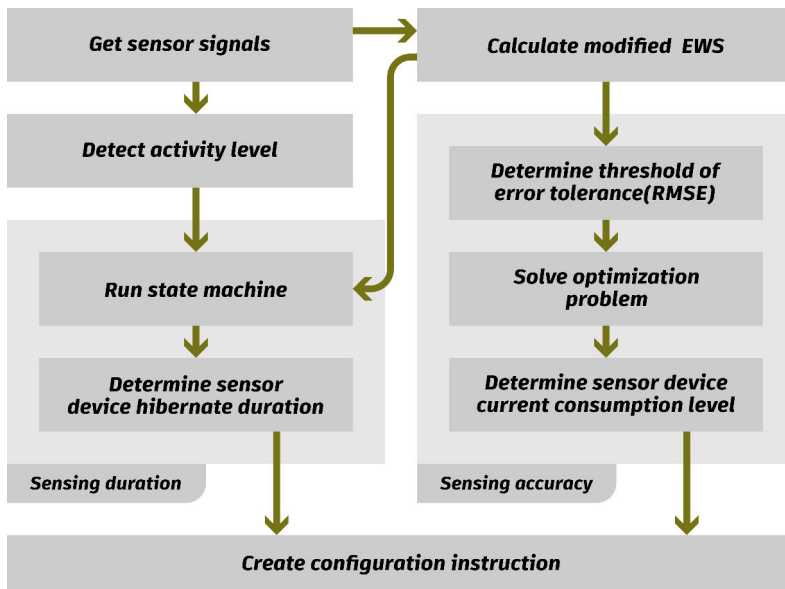 Get sensor signals
Calculate modified EWS
Detect activity level
Determine threshold of
error tolerance(RMSE)
Run state machine
Solve optimization
problem
Determine sensor
device hibernate duration
Determine sensor device
current consumption level
Sensing duration
Sensing accuracy
Create configuration instruction